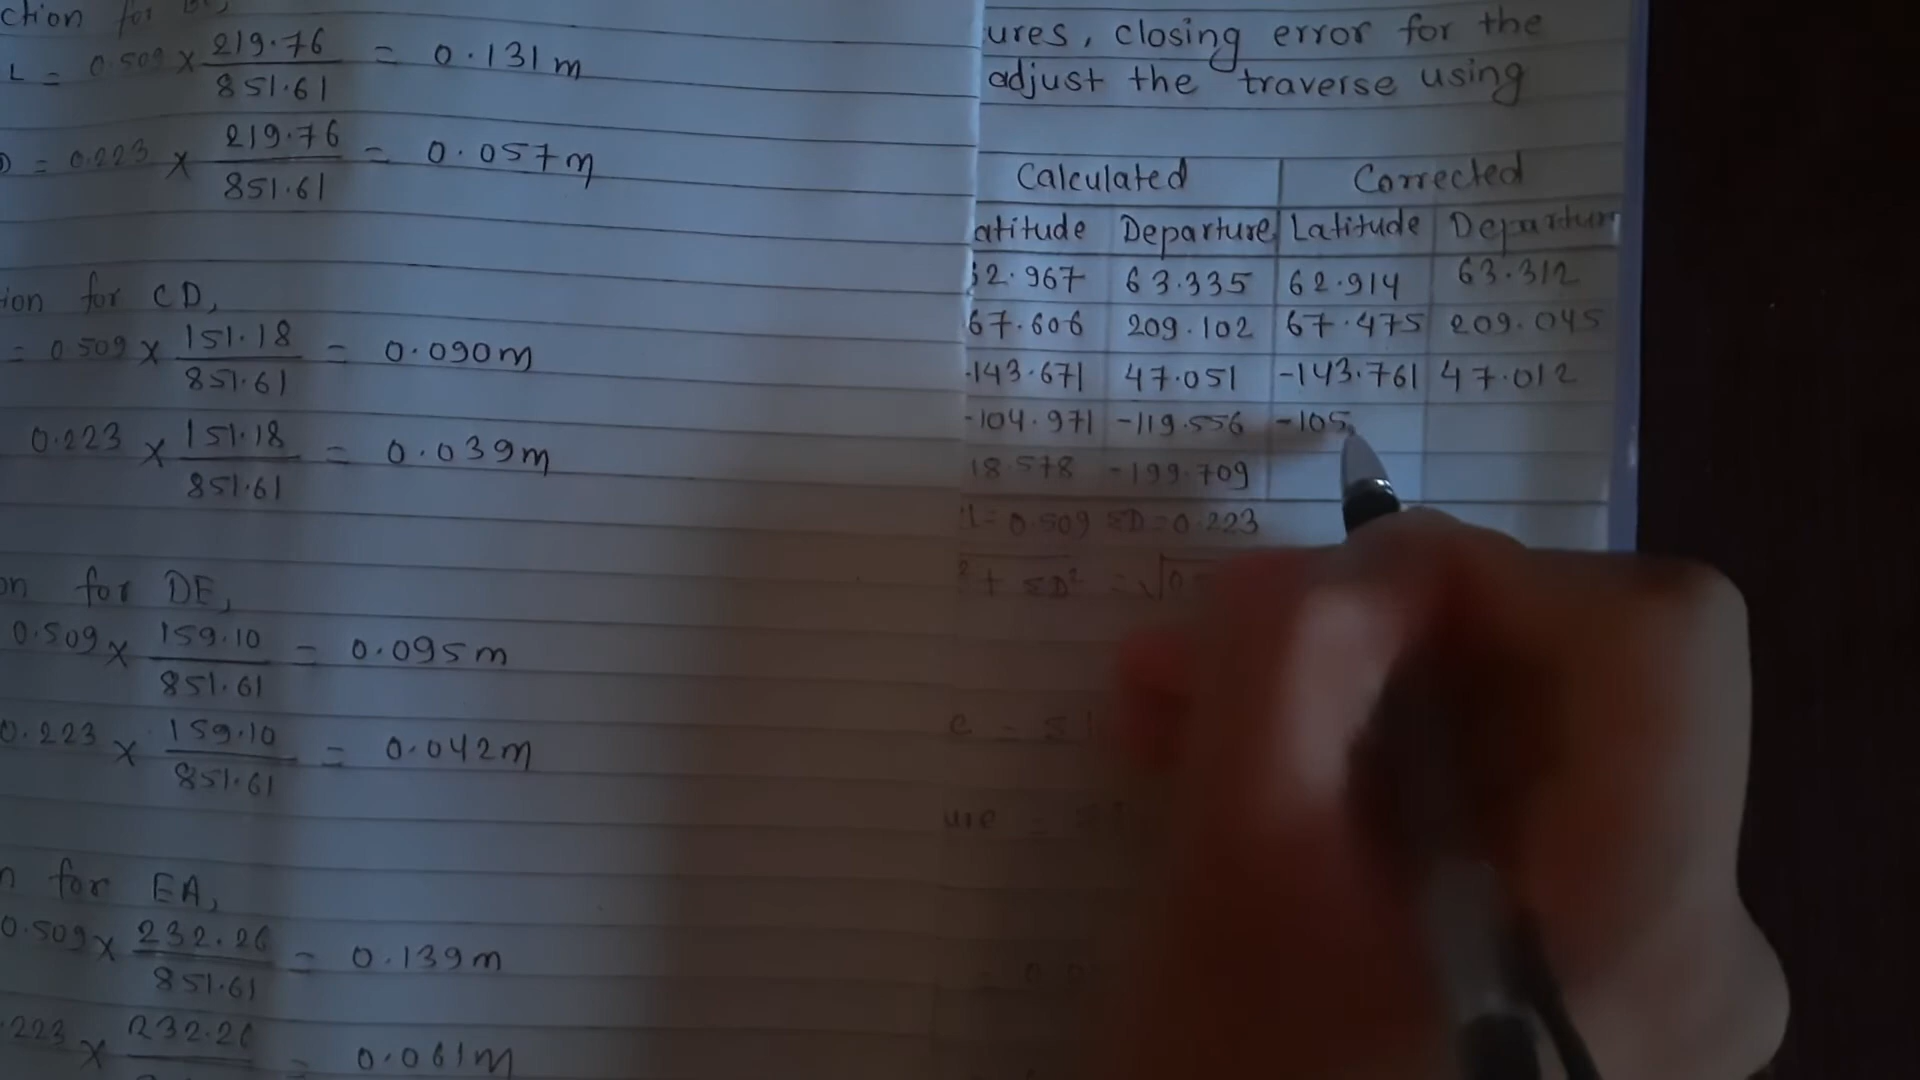 ction for
L = 0.509 × 219.76 / 851.61 = 0.131m
D = 0.223 × 219.76 / 851.61 = 0.057m
ion for CD,
= 0.509 × 151.18 / 851.61 = 0.090m
0.223 × 151.18 / 851.61 = 0.039m
on for DE,
0.509 × 159.10 / 851.61 = 0.095m
0.223 × 159.10 / 851.61 = 0.042m
n for EA,
0.509 × 232.26 / 851.61 = 0.139m
.223 × 232.26 = 0.061m
ures, closing error for the
adjust the traverse using
Calculated Corrected
atitude Departure Latitude Departur
62.967 63.335 62.914 63.312
67.606 209.102 67.475 209.045
-143.671 47.051 -143.761 47.012
-104.971 -119.556 -105.
18.578 -199.709
L = 0.509 ΣD = 0.223
² + ΣD² = √0
e =
ure =